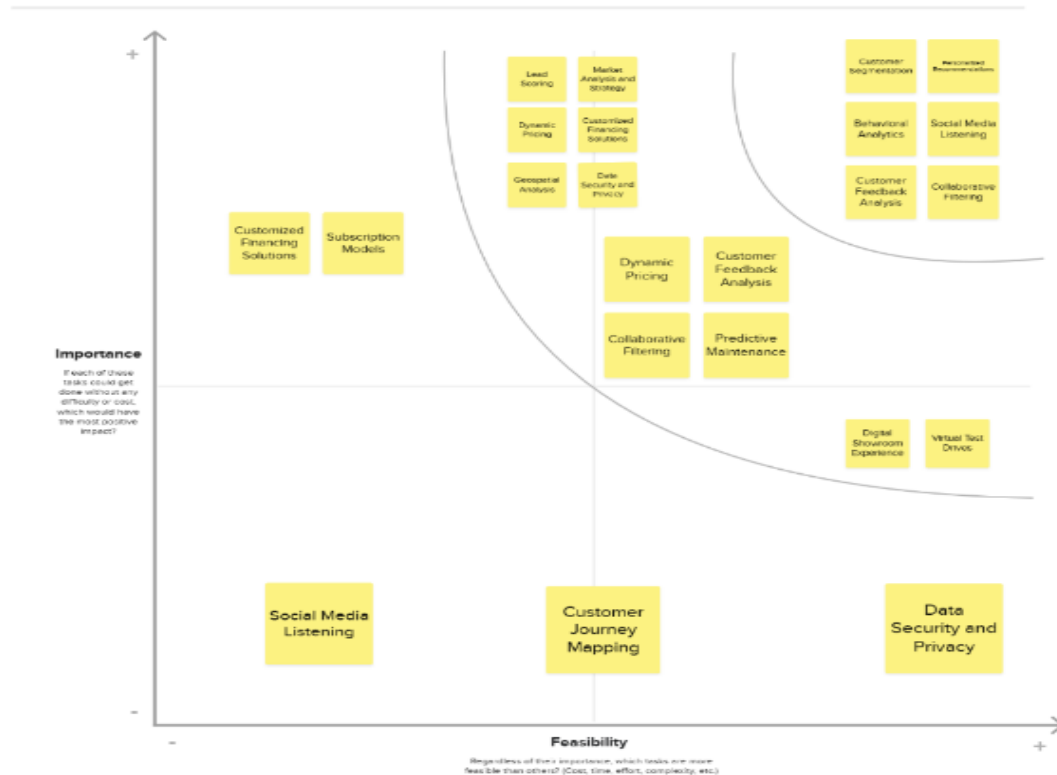 +
Lead
Scoring
Market
Analysis and
Strategy
Dynamic
Pricing
Customized
Financing
Solutions
Geospatial
Analysis
Data
Security and
Privacy
Customer
Segmentation
Personalized
Recommendations
Behavioral
Analytics
Social Media
Listening
Customer
Feedback
Analysis
Collaborative
Filtering
Customized
Financing
Solutions
Subscription
Models
Dynamic
Pricing
Customer
Feedback
Analysis
Collaborative
Filtering
Predictive
Maintenance
Importance
If each of these
tasks could get
done without any
difficulty or cost,
which would have
the most positive
impact?
Digital
Showroom
Experience
Virtual Test
Drives
Social Media
Listening
Customer
Journey
Mapping
Data
Security and
Privacy
-
-
Feasibility
+
Regardless of their importance, which tasks are more
feasible than others? (Cost, time, effort, complexity, etc.)